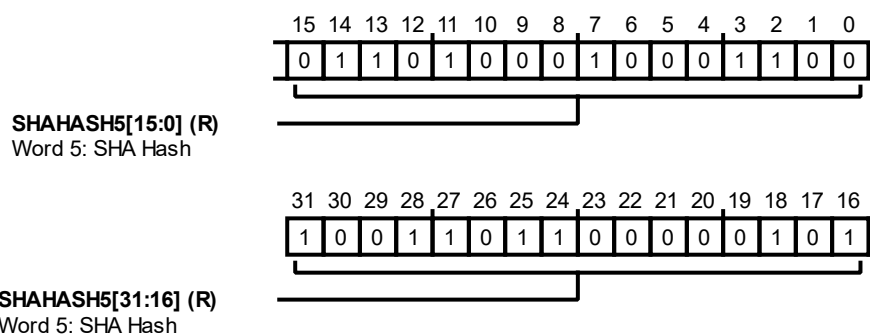 15 14 13 12 11 10 9 8 7 6 5 4 3 2 1 0
0 1 1 0 1 0 0 0 1 0 0 0 1 1 0 0
SHAHASH5[15:0] (R)
Word 5: SHA Hash
31 30 29 28 27 26 25 24 23 22 21 20 19 18 17 16
1 0 0 1 1 0 1 1 0 0 0 0 0 1 0 1
SHAHASH5[31:16] (R)
Word 5: SHA Hash